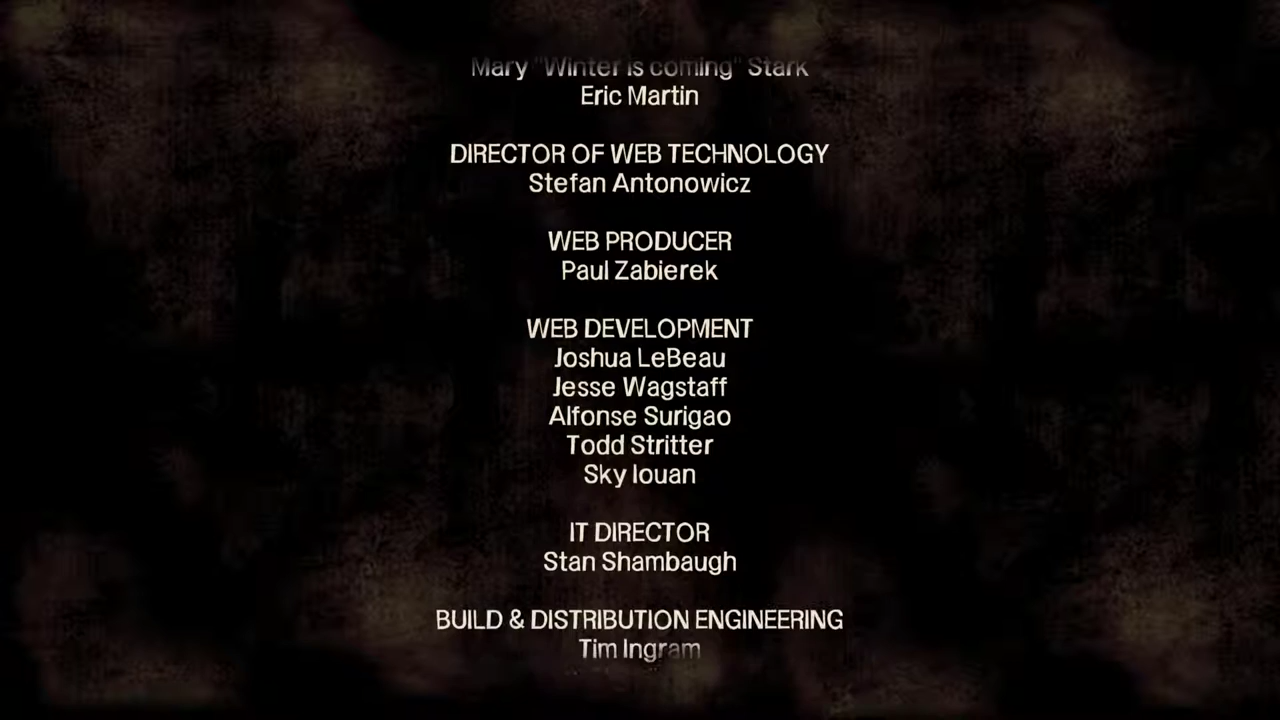 Mary "Winter is coming" Stark
Eric Martin
DIRECTOR OF WEB TECHNOLOGY
Stefan Antonowicz
WEB PRODUCER
Paul Zabierek
WEB DEVELOPMENT
Joshua LeBeau
Jesse Wagstaff
Alfonse Surigao
Todd Stritter
Sky Iouan
IT DIRECTOR
Stan Shambaugh
BUILD & DISTRIBUTION ENGINEERING
Tim Ingram